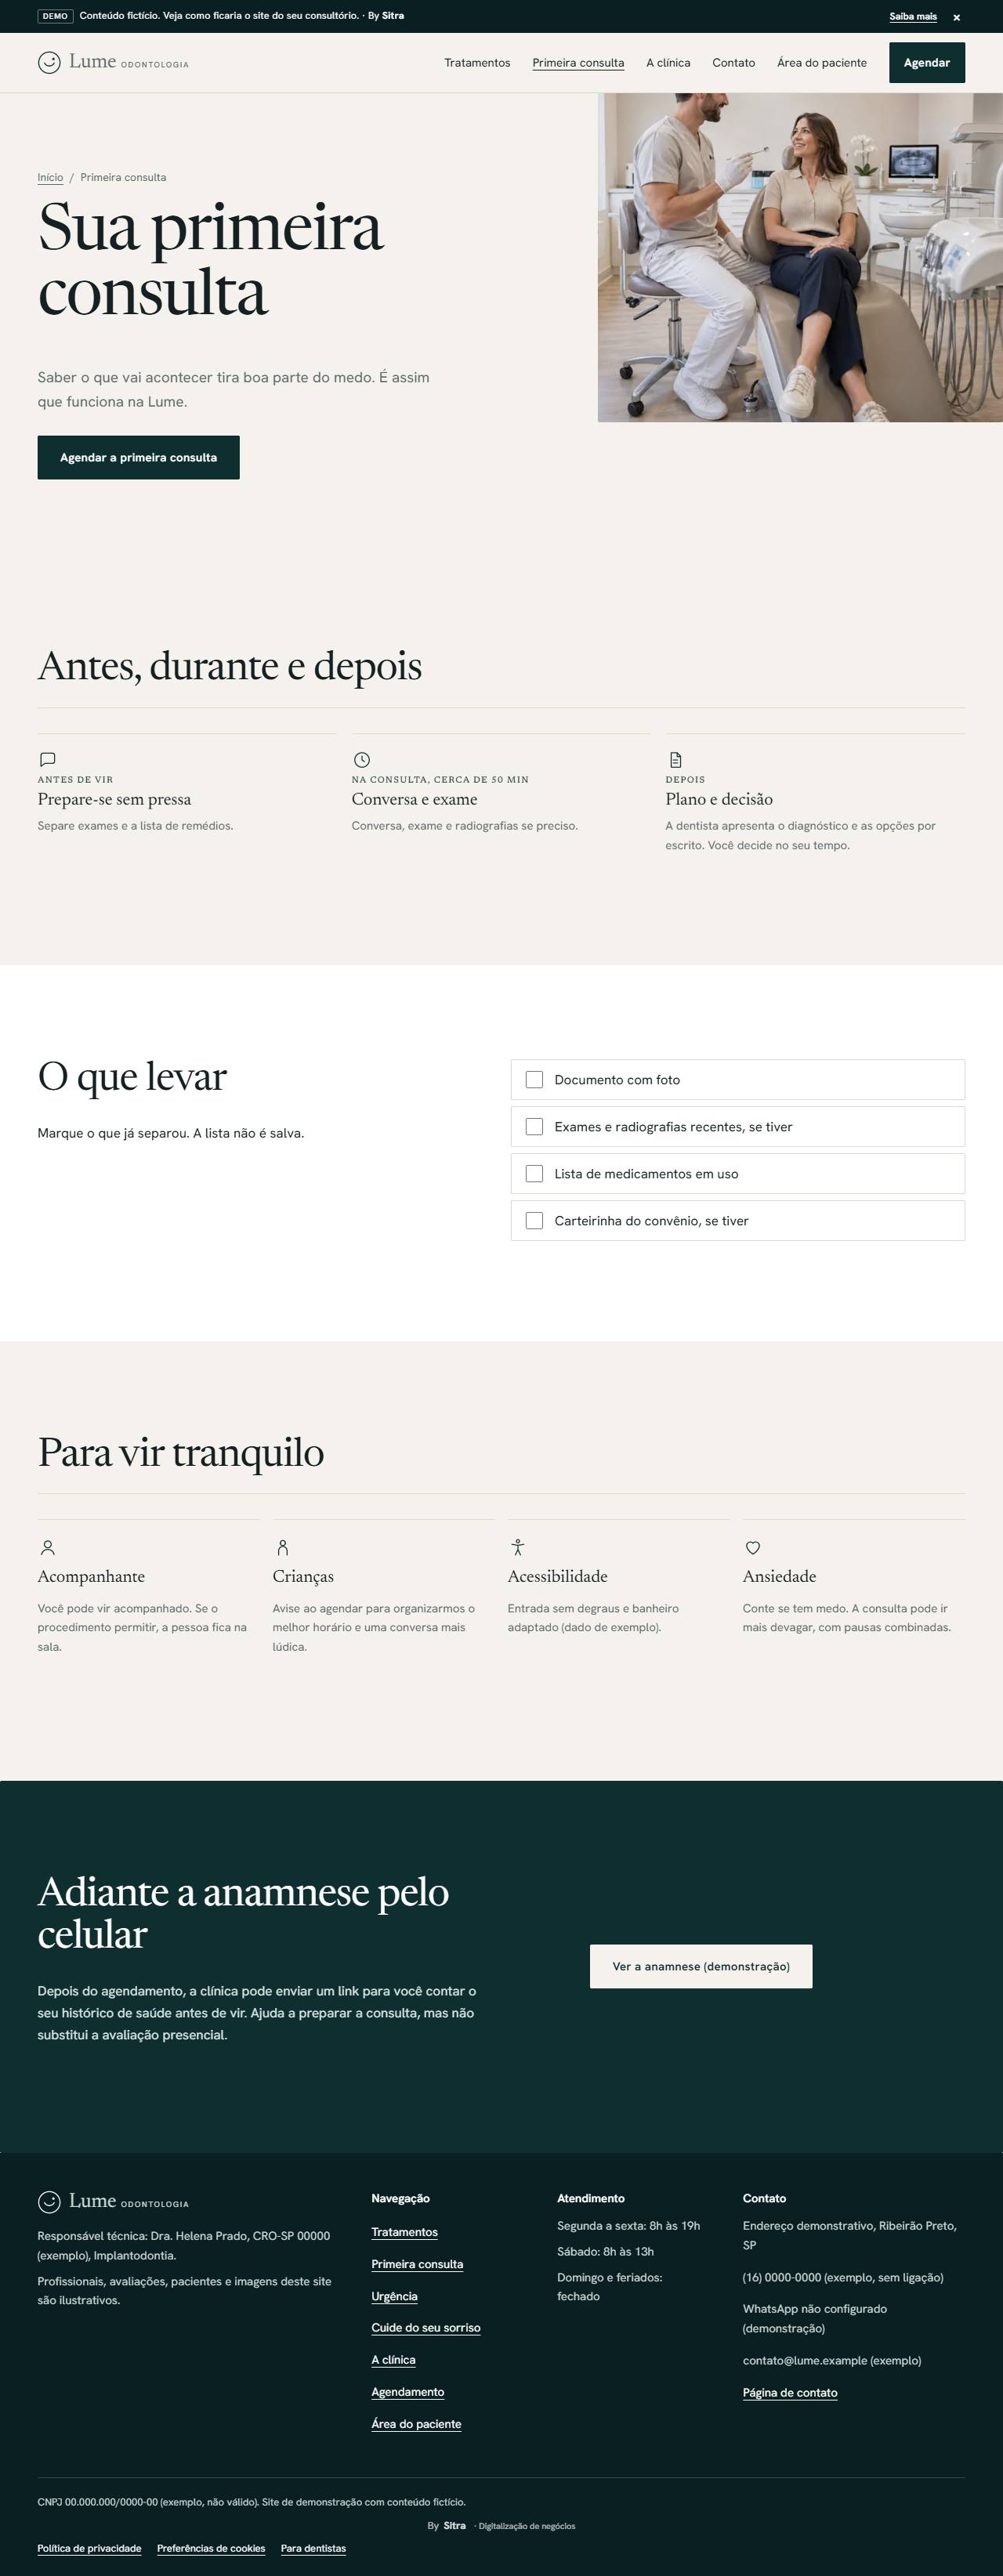 DEMO Conteúdo fictício. Veja como ficaria o site do seu consultório. · By Sitra
Saiba mais ×
Lume ODONTOLOGIA
Tratamentos Primeira consulta A clínica Contato Área do paciente Agendar
Início / Primeira consulta
Sua primeira
consulta
Saber o que vai acontecer tira boa parte do medo. É assim
que funciona na Lume.
Agendar a primeira consulta
Antes, durante e depois
ANTES DE VIR
Prepare-se sem pressa
Separe exames e a lista de remédios.
NA CONSULTA, CERCA DE 50 MIN
Conversa e exame
Conversa, exame e radiografias se preciso.
DEPOIS
Plano e decisão
A dentista apresenta o diagnóstico e as opções por
escrito. Você decide no seu tempo.
O que levar
Marque o que já separou. A lista não é salva.
Documento com foto
Exames e radiografias recentes, se tiver
Lista de medicamentos em uso
Carteirinha do convênio, se tiver
Para vir tranquilo
Acompanhante
Você pode vir acompanhado. Se o
procedimento permitir, a pessoa fica na
sala.
Crianças
Avise ao agendar para organizarmos o
melhor horário e uma conversa mais
lúdica.
Acessibilidade
Entrada sem degraus e banheiro
adaptado (dado de exemplo).
Ansiedade
Conte se tem medo. A consulta pode ir
mais devagar, com pausas combinadas.
Adiante a anamnese pelo
celular
Depois do agendamento, a clínica pode enviar um link para você contar o
seu histórico de saúde antes de vir. Ajuda a preparar a consulta, mas não
substitui a avaliação presencial.
Ver a anamnese (demonstração)
Lume ODONTOLOGIA
Responsável técnica: Dra. Helena Prado, CRO-SP 00000
(exemplo), Implantodontia.
Profissionais, avaliações, pacientes e imagens deste site
são ilustrativos.
Navegação
Tratamentos
Primeira consulta
Urgência
Cuide do seu sorriso
A clínica
Agendamento
Área do paciente
Atendimento
Segunda a sexta: 8h às 19h
Sábado: 8h às 13h
Domingo e feriados:
fechado
Contato
Endereço demonstrativo, Ribeirão Preto,
SP
(16) 0000-0000 (exemplo, sem ligação)
WhatsApp não configurado
(demonstração)
contato@lume.example (exemplo)
Página de contato
CNPJ 00.000.000/0000-00 (exemplo, não válido). Site de demonstração com conteúdo fictício.
By Sitra · Digitalização de negócios
Política de privacidade Preferências de cookies Para dentistas